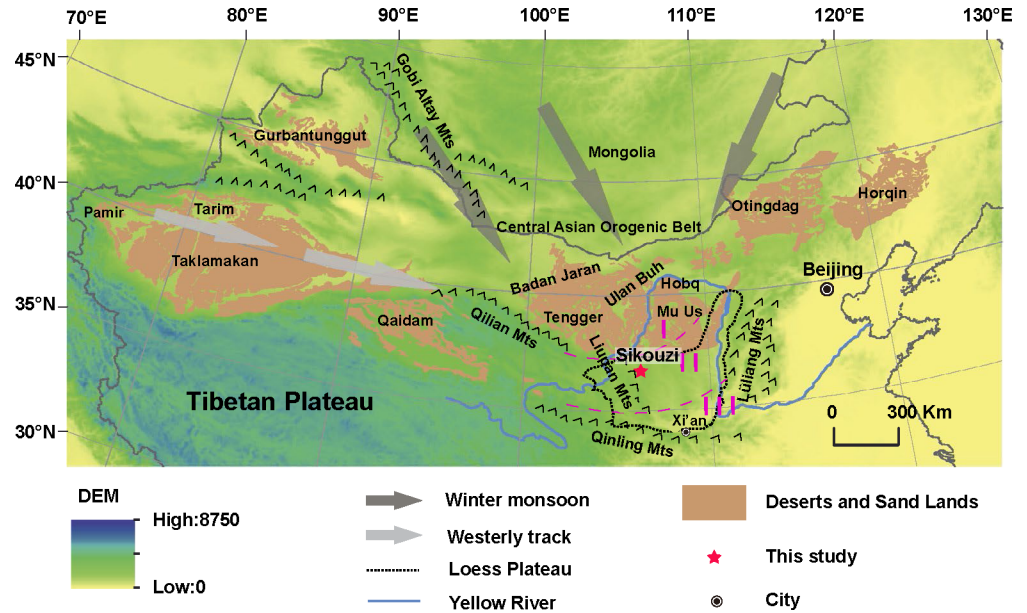 70°E 80°E 90°E 100°E 110°E 120°E 130°E
45°N
40°N
35°N
30°N
Gobi Altay Mts
Gurbantunggut
Mongolia
Horqin
Otingdag
Pamir
Tarim
Central Asian Orogenic Belt
Taklamakan
Badan Jaran
Ulan Buh
Hobq
Beijing
Qaidam
Qilian Mts
Tengger
Mu Us
Sikouzi
Liupan Mts
Lüliang Mts
Tibetan Plateau
Xi'an
Qinling Mts
0 300 Km
DEM
High:8750
Low:0
Winter monsoon
Westerly track
Loess Plateau
Yellow River
Deserts and Sand Lands
This study
City